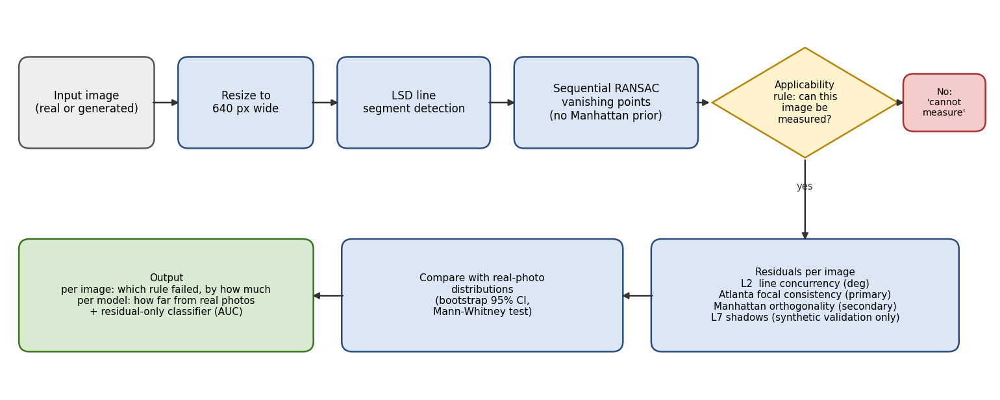 Input image
(real or generated)
Resize to
640 px wide
LSD line
segment detection
Sequential RANSAC
vanishing points
(no Manhattan prior)
Applicability
rule: can this
image be
measured?
No:
'cannot
measure'
yes
Residuals per image
L2  line concurrency (deg)
Atlanta focal consistency (primary)
Manhattan orthogonality (secondary)
L7 shadows (synthetic validation only)
Compare with real-photo
distributions
(bootstrap 95% CI,
Mann-Whitney test)
Output
per image: which rule failed, by how much
per model: how far from real photos
+ residual-only classifier (AUC)